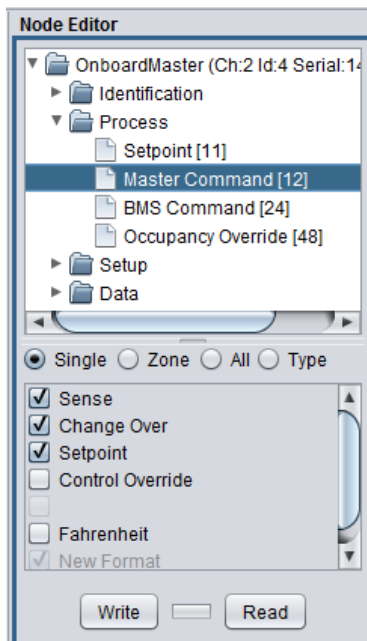 Node Editor
OnboardMaster (Ch:2 Id:4 Serial:14
Identification
Process
Setpoint [11]
Master Command [12]
BMS Command [24]
Occupancy Override [48]
Setup
Data
Single Zone All Type
Sense
Change Over
Setpoint
Control Override
Fahrenheit
New Format
Write Read